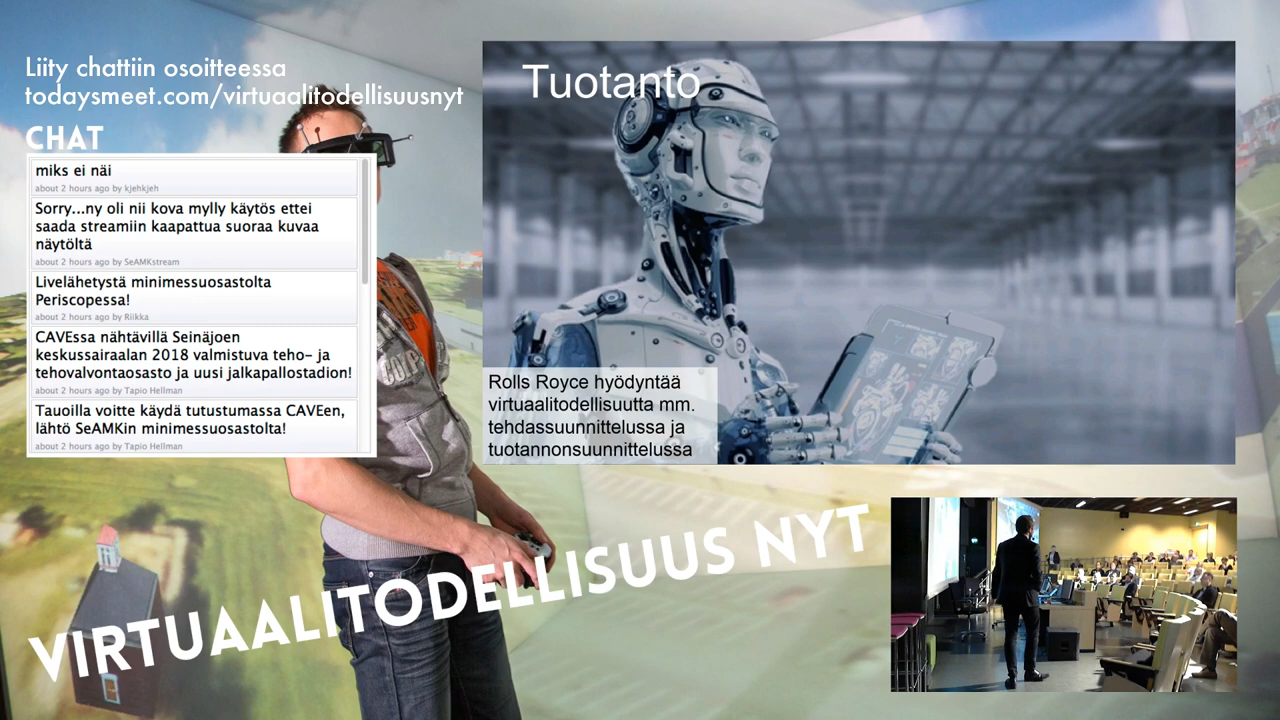 Liity chattiin osoitteessa
todaysmeet.com/virtuaalitodellisuusnyt
CHAT
miks ei näi
about 2 hours ago by kjehkjeh
Sorry...ny oli nii kova mylly käytös ettei
saada streamiin kaapattua suoraa kuvaa
näytöltä
about 2 hours ago by SeAMKstream
Livelähetystä minimessuosastolta
Periscopessa!
about 2 hours ago by Riikka
CAVEssa nähtävillä Seinäjoen
keskussairaalan 2018 valmistuva teho- ja
tehovalvontaosasto ja uusi jalkapallostadion!
about 2 hours ago by Tapio Hellman
Tauoilla voitte käydä tutustumassa CAVEen,
lähtö SeAMKin minimessuosastolta!
about 2 hours ago by Tapio Hellman
Tuotanto
Rolls Royce hyödyntää
virtuaalitodellisuutta mm.
tehdassuunnittelussa ja
tuotannonsuunnittelussa
VIRTUAALITODELLISUUS NYT